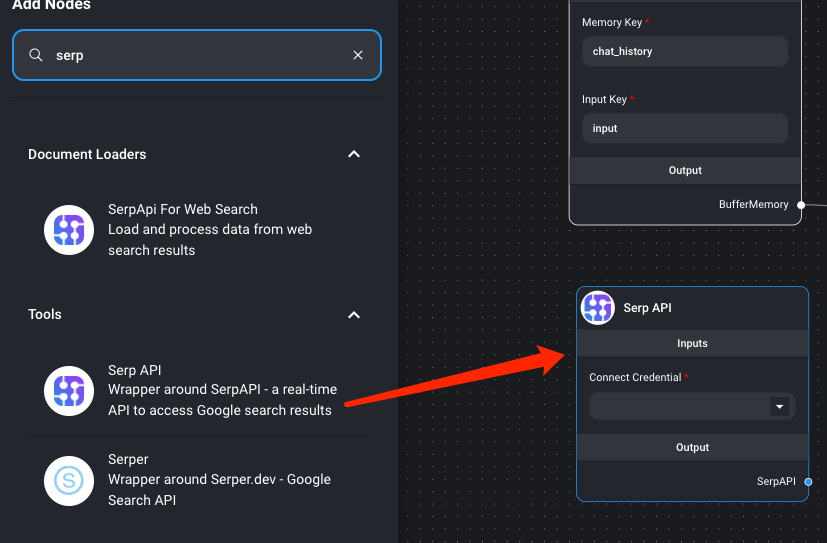 Add Nodes
serp
Document Loaders
SerpApi For Web Search
Load and process data from web
search results
Tools
Serp API
Wrapper around SerpAPI - a real-time
API to access Google search results
Serper
Wrapper around Serper.dev - Google
Search API
Memory Key *
chat_history
Input Key *
input
Output
BufferMemory
Serp API
Inputs
Connect Credential *
Output
SerpAPI